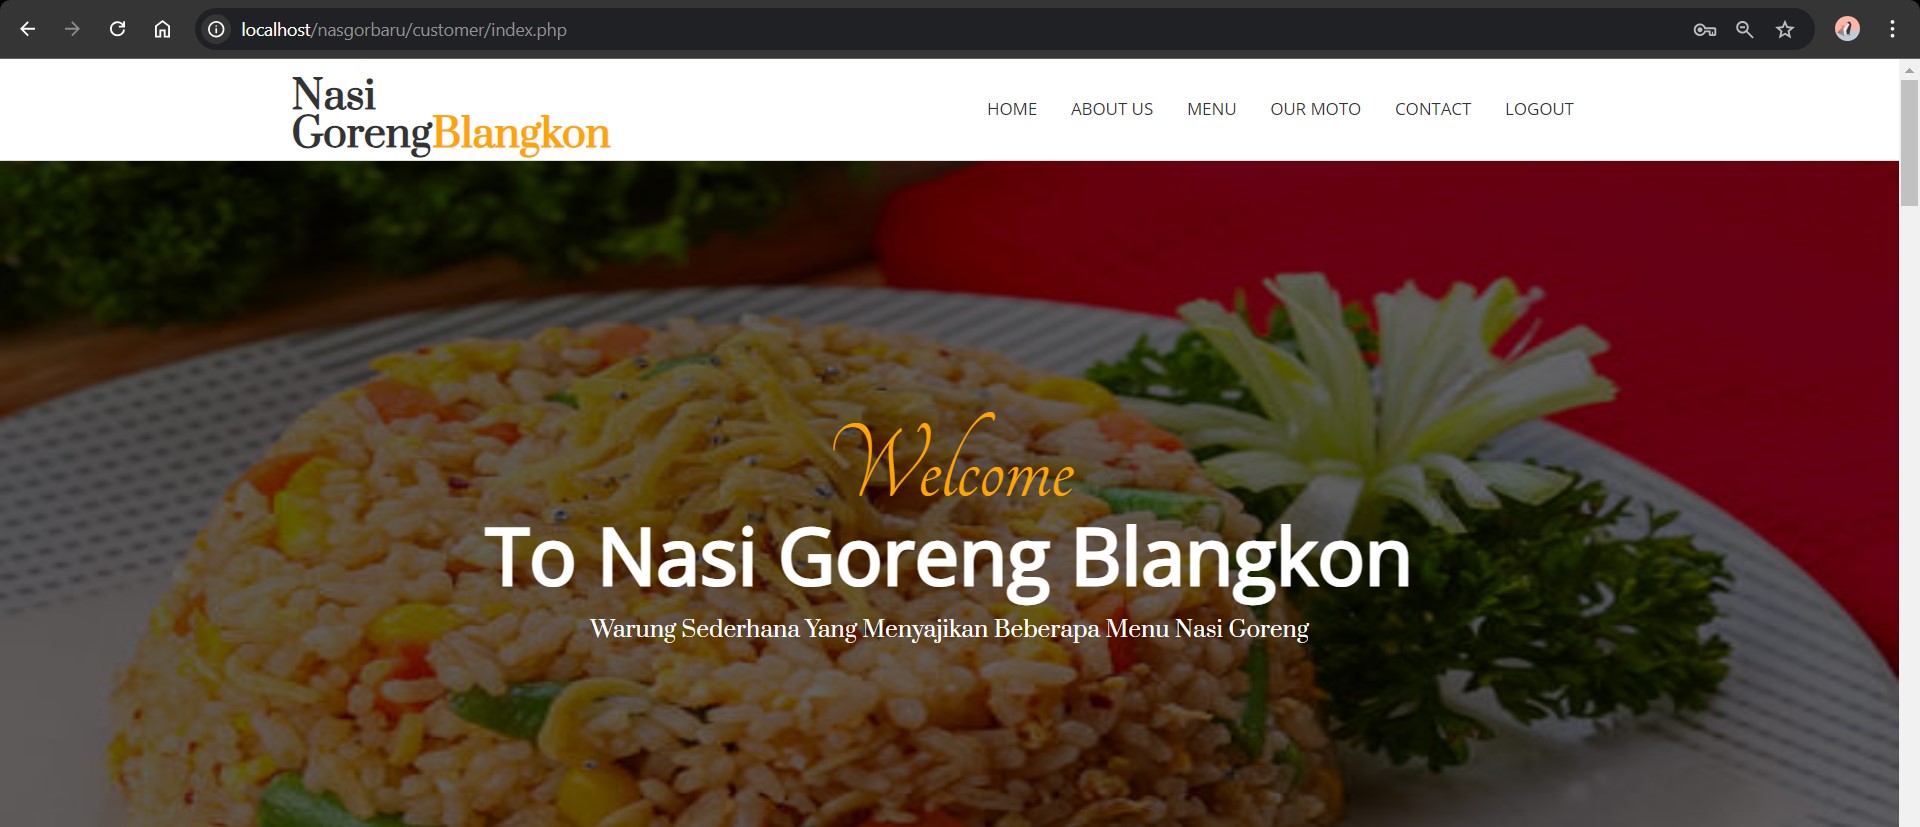 localhost/nasgorbaru/customer/index.php
Nasi
GorengBlangkon
HOME ABOUT US MENU OUR MOTO CONTACT LOGOUT
Welcome
To Nasi Goreng Blangkon
Warung Sederhana Yang Menyajikan Beberapa Menu Nasi Goreng